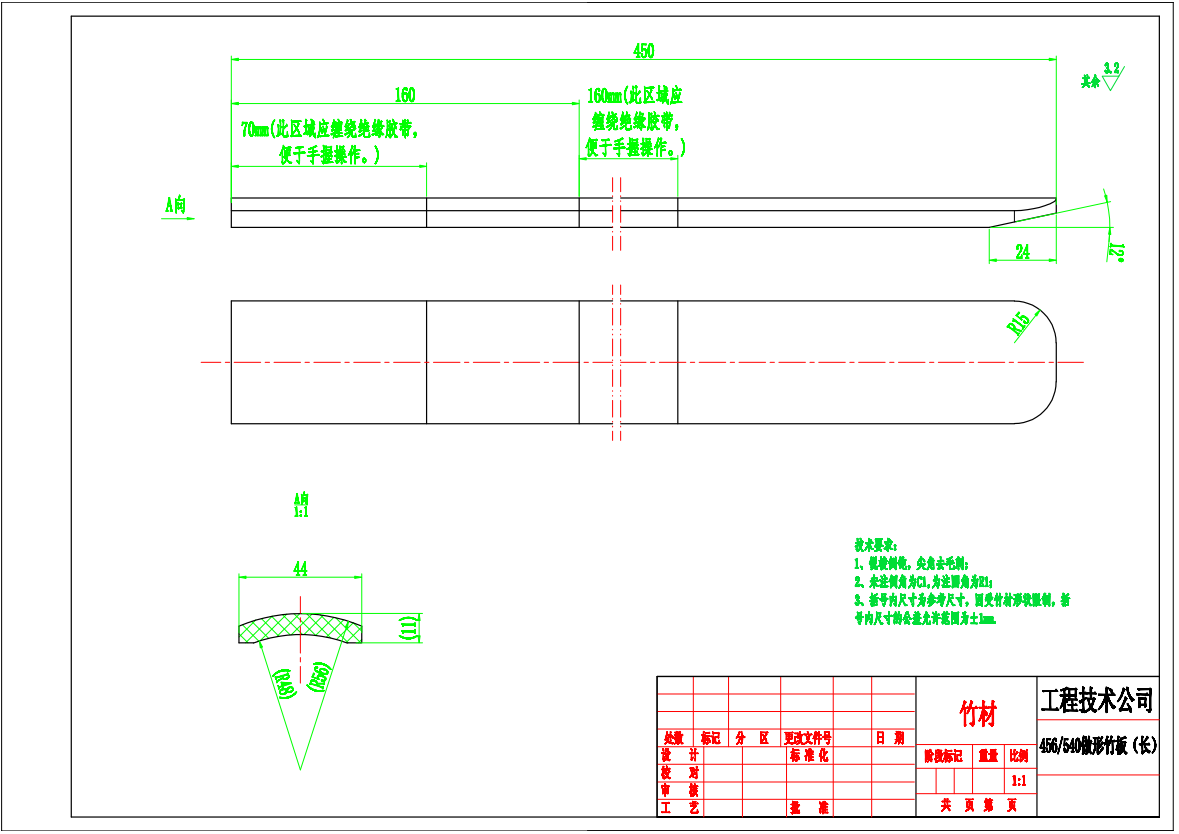 450
其余 3.2
160
160mm(此区域应
缠绕绝缘胶带,
便于手握操作。)
70mm(此区域应缠绕绝缘胶带,
便于手握操作。)
A向
24
12°
R15
A向
1:1
44
(11)
(R48)
(R56)
技术要求:
1、锐棱倒钝, 尖角去毛刺;
2、未注倒角为C1,为注圆角为R1;
3、括号内尺寸为参考尺寸, 因受竹材形状限制, 括
号内尺寸的公差允许范围为±1mm.
竹材
工程技术公司
456/540做形竹板(长)
处数 标记 分 区 更改文件号 日 期
设 计 标 准 化
阶段标记 重量 比例
校 对
1:1
审 核
工 艺 批 准
共 页 第 页